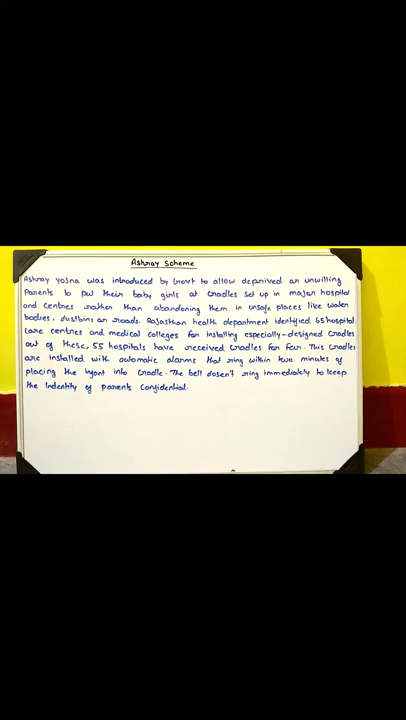 Ashray Scheme
Ashray yojna was introduced by Govt to allow deprived or unwilling
Parents to put their baby girls at cradles set up in major hospital
and centres rather than abandoning them in unsafe places like water
bodies, dustbins or roads. Rajasthan health department identified 65 hospital
care centres and medical colleges for installing especially-designed cradles
out of these, 55 hospitals have received cradles for far. This cradles
are installed with automatic alarms that ring within two minutes of
placing the into cradle. The bell dosen't ring immediately to keep
the Indentity of parents Confidential.